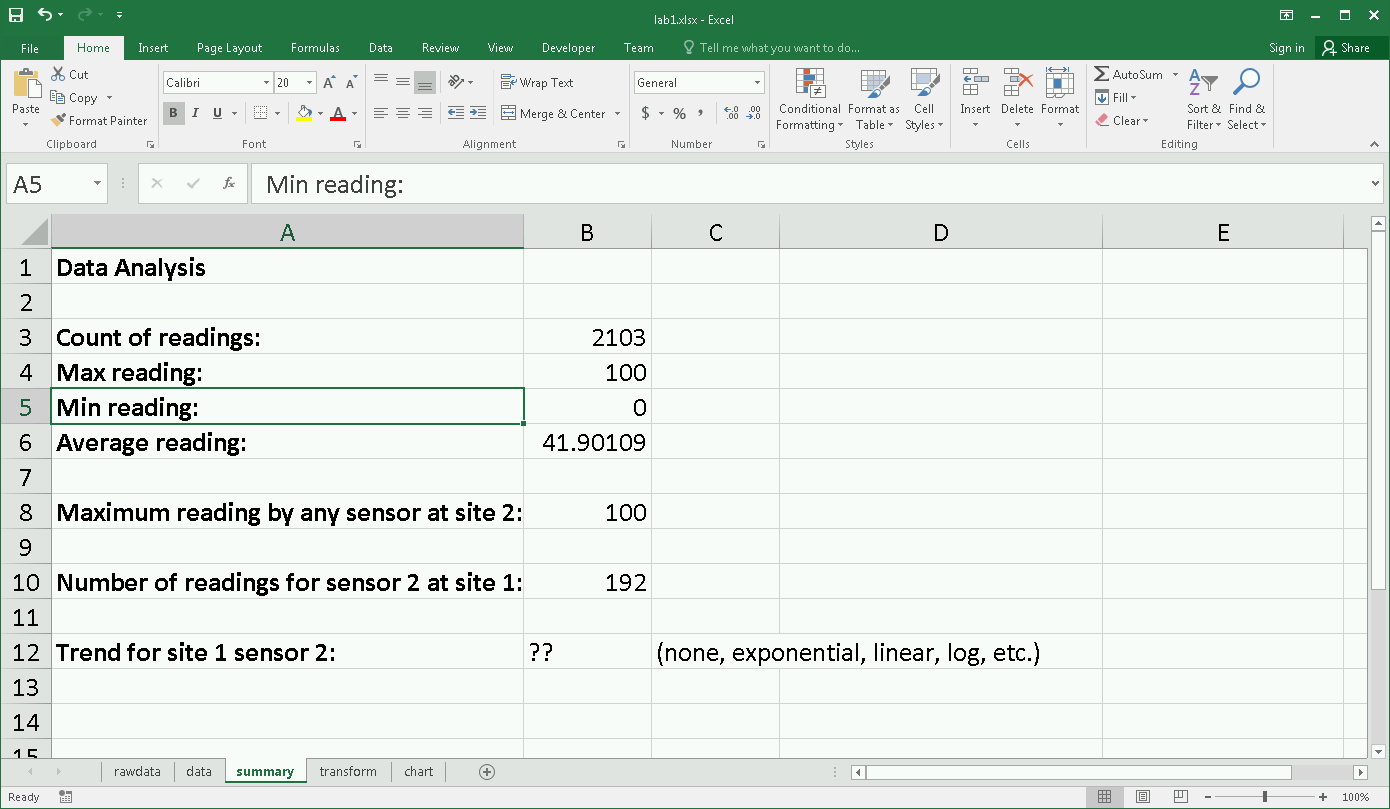 lab1.xlsx - Excel
File Home Insert Page Layout Formulas Data Review View Developer Team Tell me what you want to do... Sign in Share
Paste
Cut
Copy
Format Painter
Clipboard
Calibri 20 A A
B I U A
Font
Wrap Text
Merge & Center
Alignment
General
$ % , .0 .00 .00 .0
Number
Conditional Formatting
Format as Table
Cell Styles
Styles
Insert Delete Format
Cells
AutoSum
Fill
Clear
Sort & Filter
Find & Select
Editing
A5 fx Min reading:
A B C D E
1 Data Analysis
2
3 Count of readings: 2103
4 Max reading: 100
5 Min reading: 0
6 Average reading: 41.90109
7
8 Maximum reading by any sensor at site 2: 100
9
10 Number of readings for sensor 2 at site 1: 192
11
12 Trend for site 1 sensor 2: ?? (none, exponential, linear, log, etc.)
13
14
15
rawdata data summary transform chart
Ready 100%